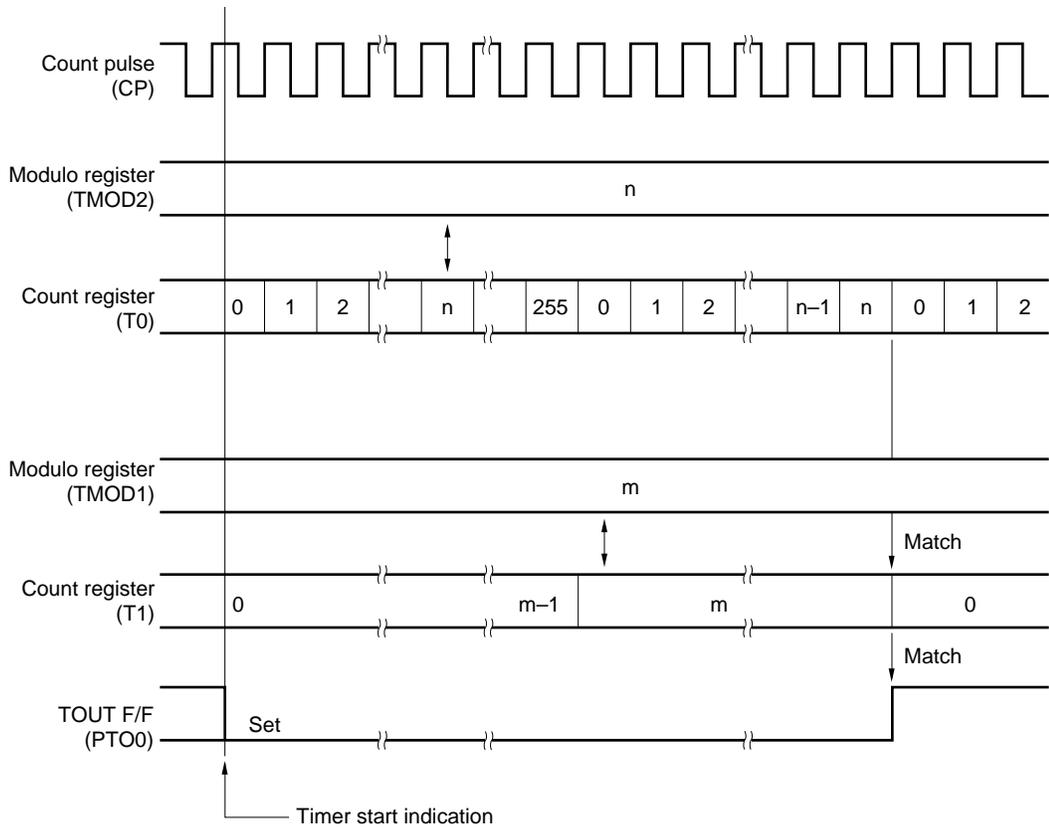 Count pulse
(CP)
Modulo register
(TMOD2)
n
Count register
(T0)
0 1 2 n 255 0 1 2 n–1 n 0 1 2
Modulo register
(TMOD1)
m
Match
Count register
(T1)
0 m–1 m 0
Match
TOUT F/F
(PTO0)
Set
Timer start indication